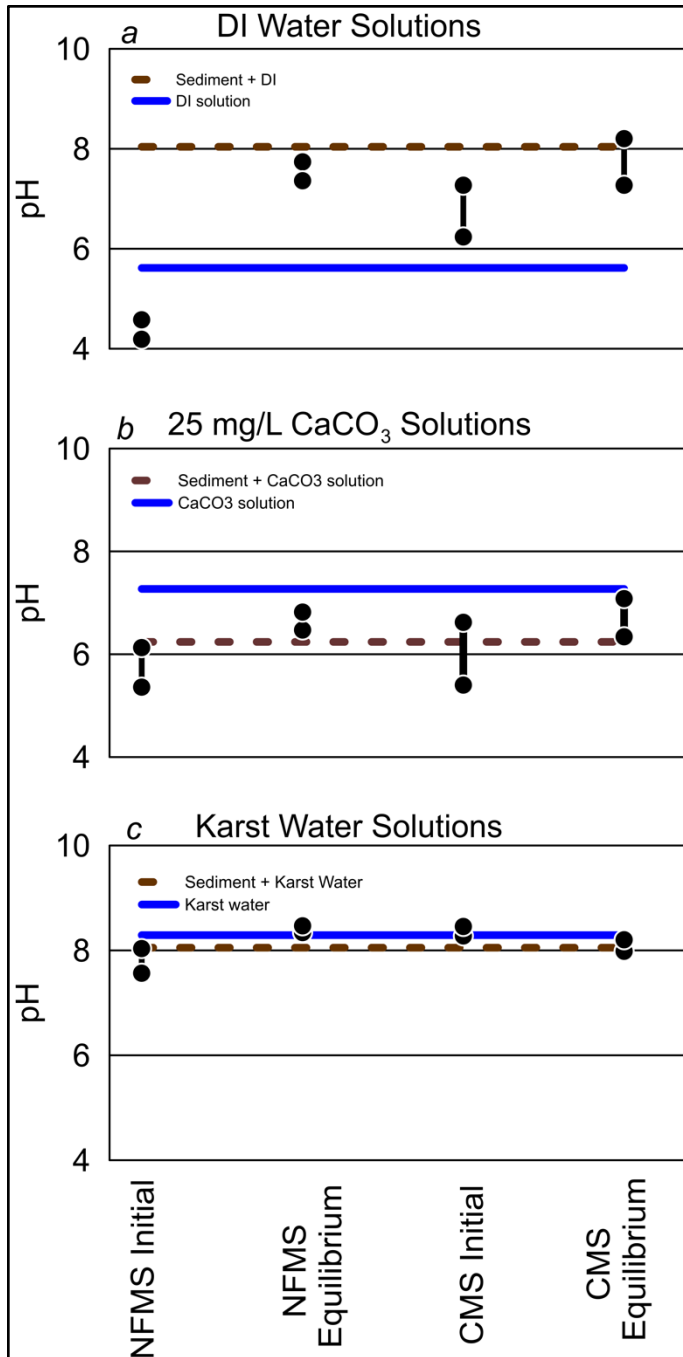 a DI Water Solutions
10
Sediment + DI
DI solution
8
pH
6
4
b 25 mg/L CaCO₃ Solutions
10
Sediment + CaCO3 solution
CaCO3 solution
8
pH
6
4
c Karst Water Solutions
10
Sediment + Karst Water
Karst water
8
pH
6
4
NFMS Initial
NFMS
Equilibrium
CMS Initial
CMS
Equilibrium